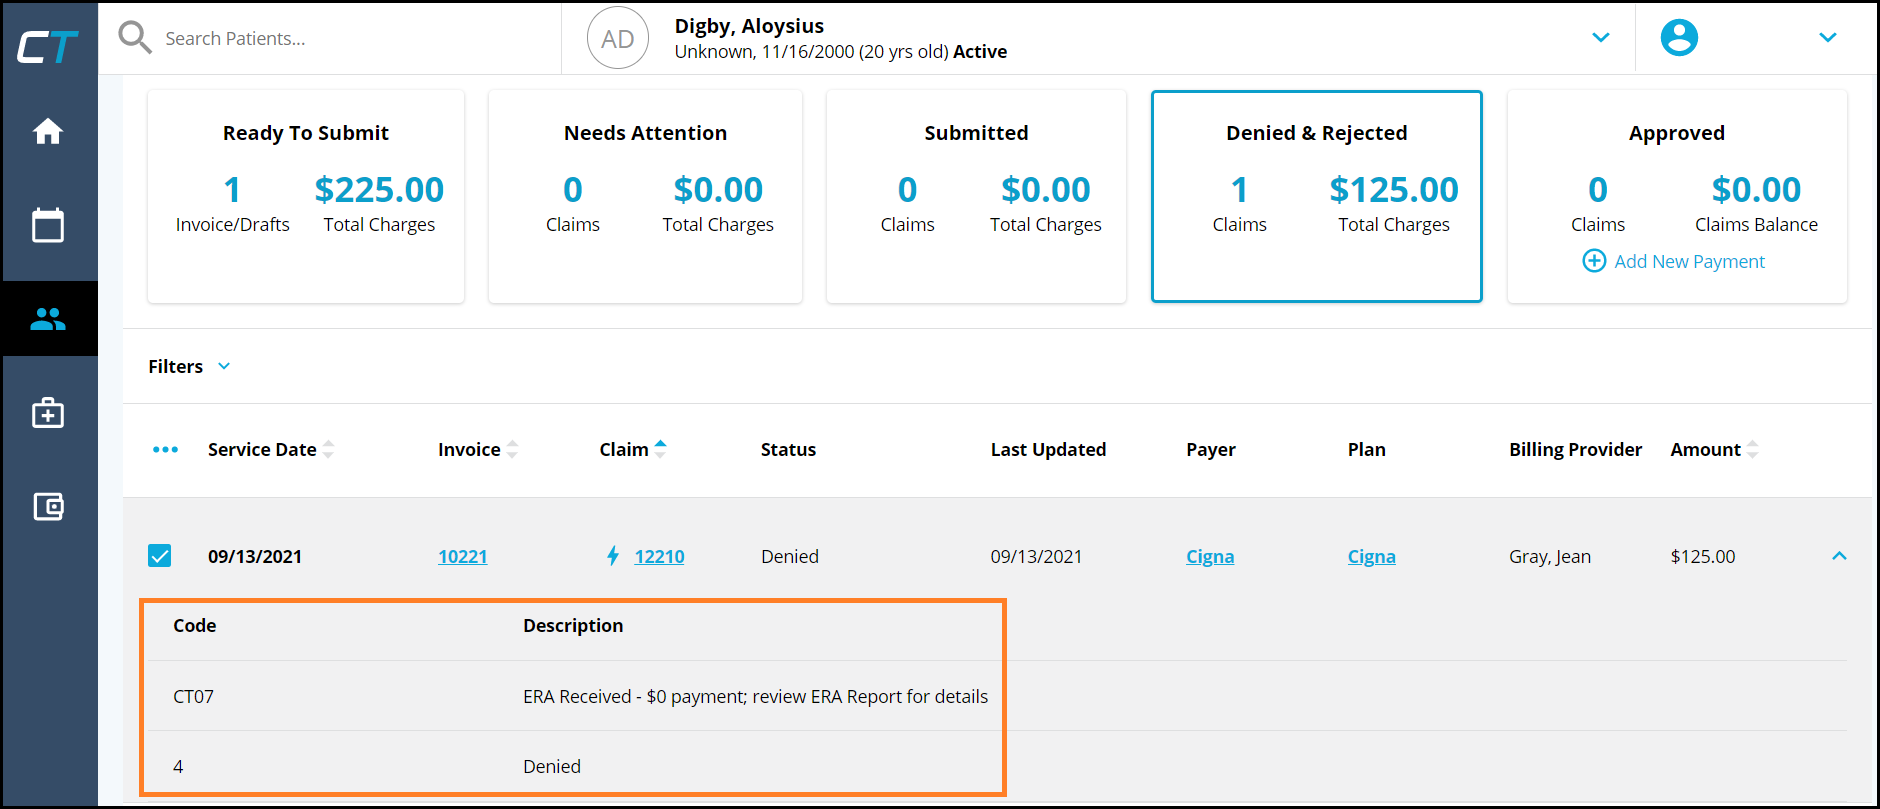 CT
Search Patients...
AD
Digby, Aloysius
Unknown, 11/16/2000 (20 yrs old) Active
Ready To Submit
1 $225.00
Invoice/Drafts Total Charges
Needs Attention
0 $0.00
Claims Total Charges
Submitted
0 $0.00
Claims Total Charges
Denied & Rejected
1 $125.00
Claims Total Charges
Approved
0 $0.00
Claims Claims Balance
Add New Payment
Filters
Service Date Invoice Claim Status Last Updated Payer Plan Billing Provider Amount
09/13/2021 10221 12210 Denied 09/13/2021 Cigna Cigna Gray, Jean $125.00
Code Description
CT07 ERA Received - $0 payment; review ERA Report for details
4 Denied